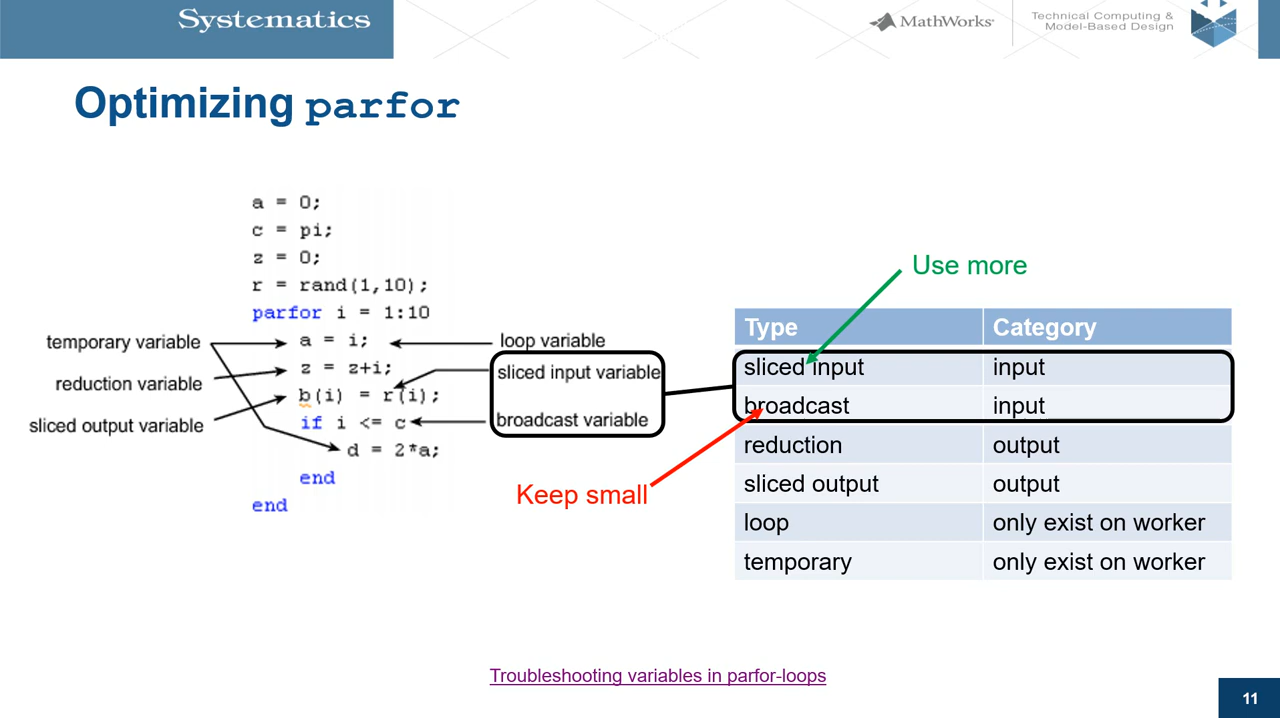 Systematics
MathWorks
Technical Computing &
Model-Based Design
Optimizing parfor
a = 0;
c = pi;
z = 0;
r = rand(1,10);
parfor i = 1:10
a = i;
z = z+i;
b(i) = r(i);
if i <= c
d = 2*a;
end
end
temporary variable
reduction variable
sliced output variable
loop variable
sliced input variable
broadcast variable
Use more
Keep small
Type Category
sliced input input
broadcast input
reduction output
sliced output output
loop only exist on worker
temporary only exist on worker
Troubleshooting variables in parfor-loops
11